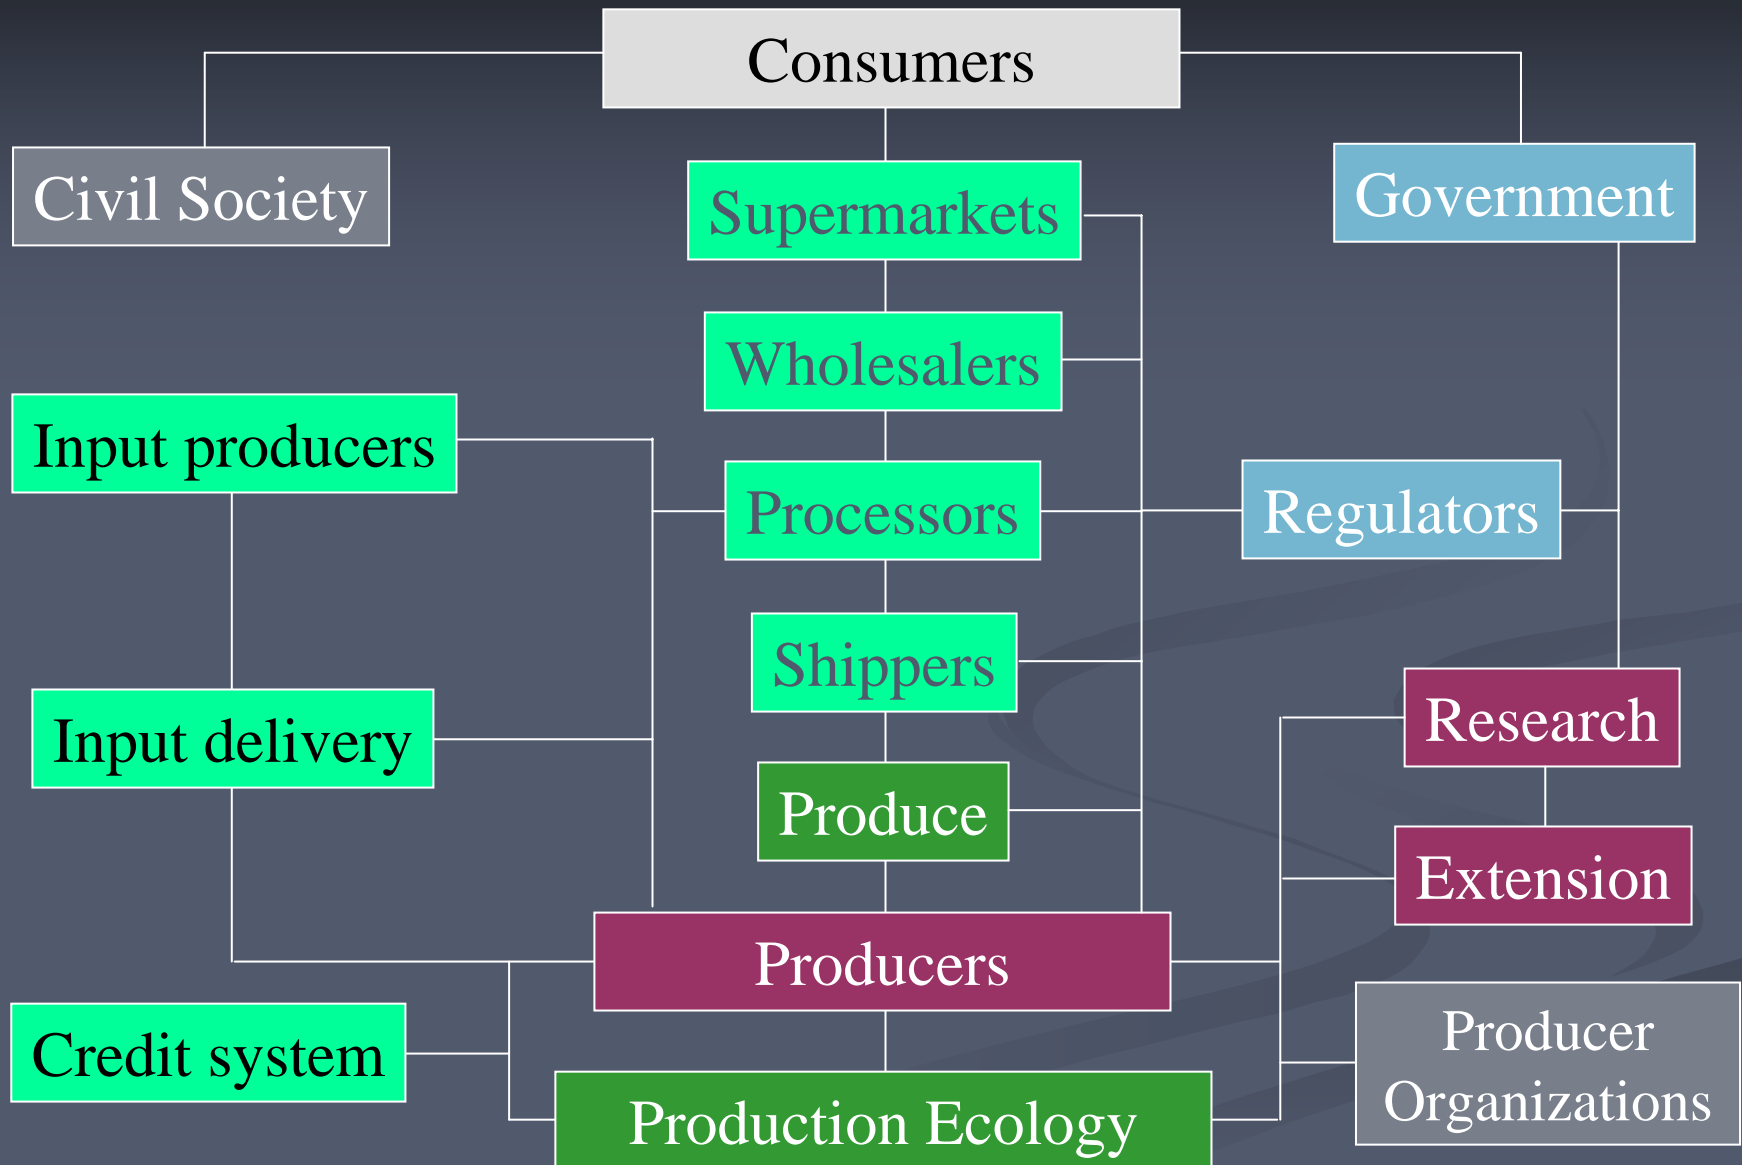 Consumers
Civil Society
Supermarkets
Government
Wholesalers
Input producers
Processors
Regulators
Shippers
Input delivery
Research
Produce
Extension
Producers
Credit system
Producer
Organizations
Production Ecology